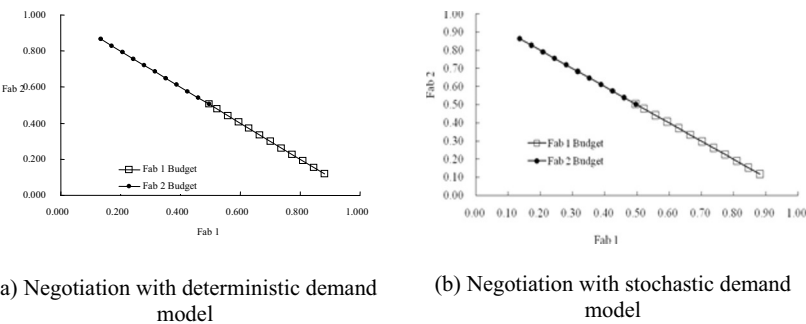 1.000
0.800
0.600
0.400
0.200
0.000
Fab 2
0.000 0.200 0.400 0.600 0.800 1.000
Fab 1
Fab 1 Budget
Fab 2 Budget
a) Negotiation with deterministic demand
model
1.00
0.90
0.80
0.70
0.60
0.50
0.40
0.30
0.20
0.10
0.00
Fab 2
0.00 0.10 0.20 0.30 0.40 0.50 0.60 0.70 0.80 0.90 1.00
Fab 1
Fab 1 Budget
Fab 2 Budget
(b) Negotiation with stochastic demand
model